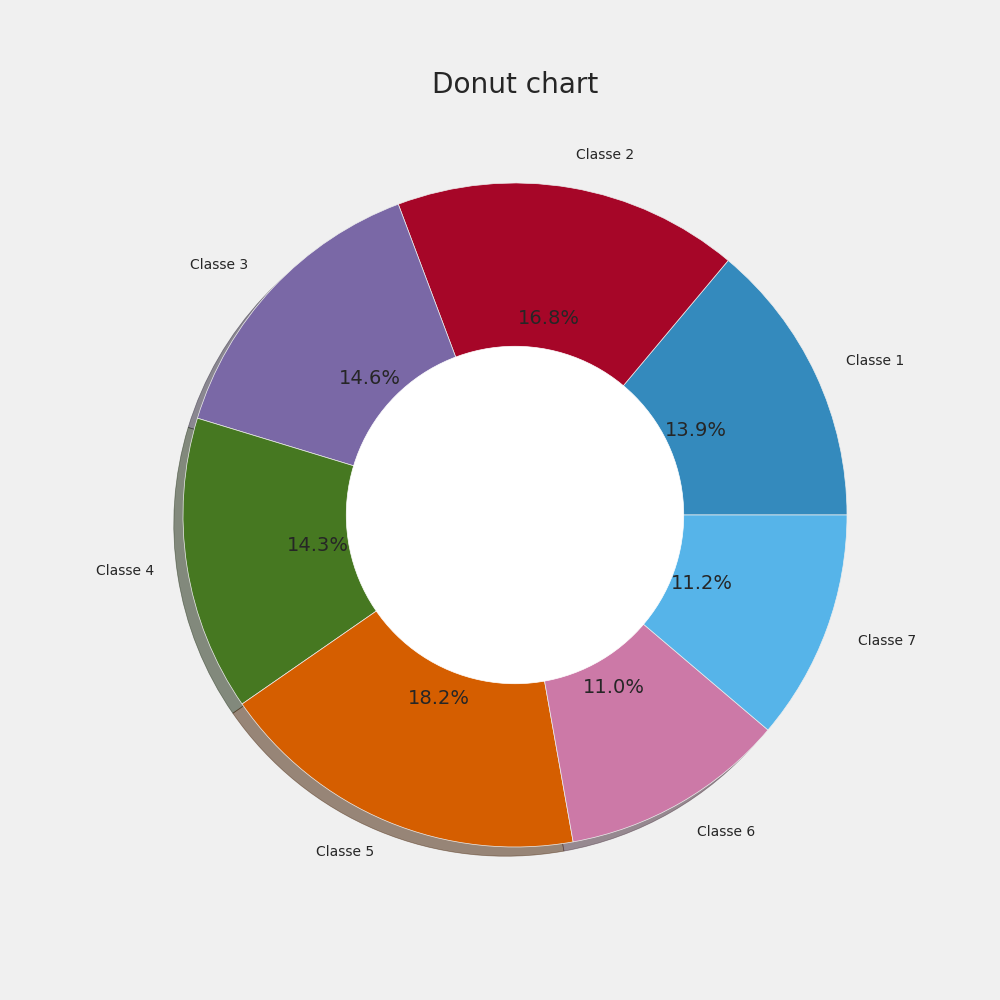 Donut chart
Classe 2
Classe 3
16.8%
Classe 1
14.6%
13.9%
14.3%
Classe 4
11.2%
Classe 7
11.0%
18.2%
Classe 6
Classe 5